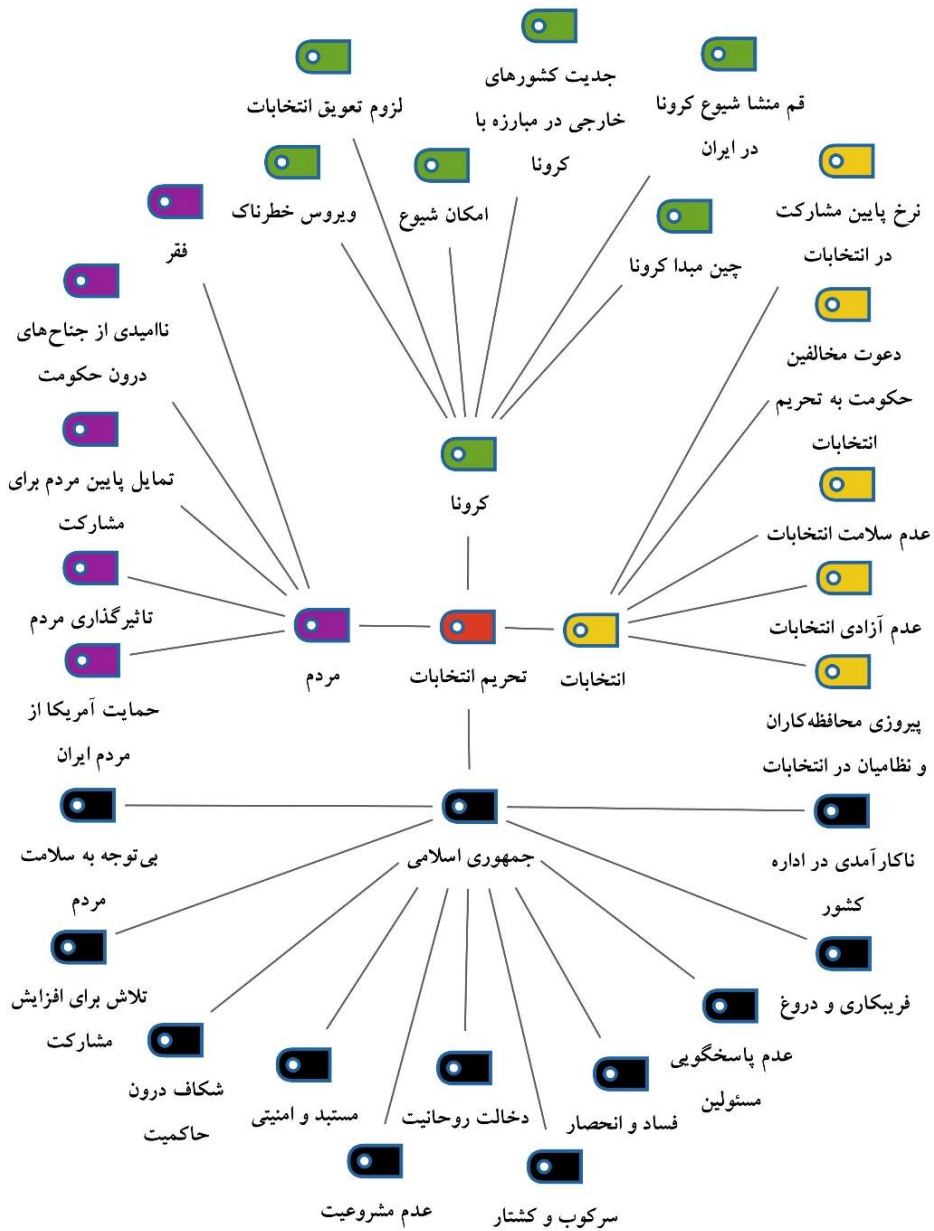 جدیت کشورهای
خارجی در مبارزه با
کرونا
لزوم تعویق انتخابات
قم منشا شیوع کرونا
در ایران
ویروس خطرناک
امکان شیوع
چین مبدا کرونا
نرخ پایین مشارکت
در انتخابات
فقر
ناامیدی از جناح‌های
درون حکومت
دعوت مخالفین
حکومت به تحریم
انتخابات
تمایل پایین مردم برای
مشارکت
کرونا
عدم سلامت انتخابات
تاثیرگذاری مردم
عدم آزادی انتخابات
مردم
تحریم انتخابات
انتخابات
حمایت آمریکا از
مردم ایران
پیروزی محافظه‌کاران
و نظامیان در انتخابات
بی‌توجه به سلامت
مردم
جمهوری اسلامی
ناکارآمدی در اداره
کشور
تلاش برای افزایش
مشارکت
فریبکاری و دروغ
شکاف درون
حاکمیت
مستبد و امنیتی
دخالت روحانیت
فساد و انحصار
عدم پاسخگویی
مسئولین
عدم مشروعیت
سرکوب و کشتار